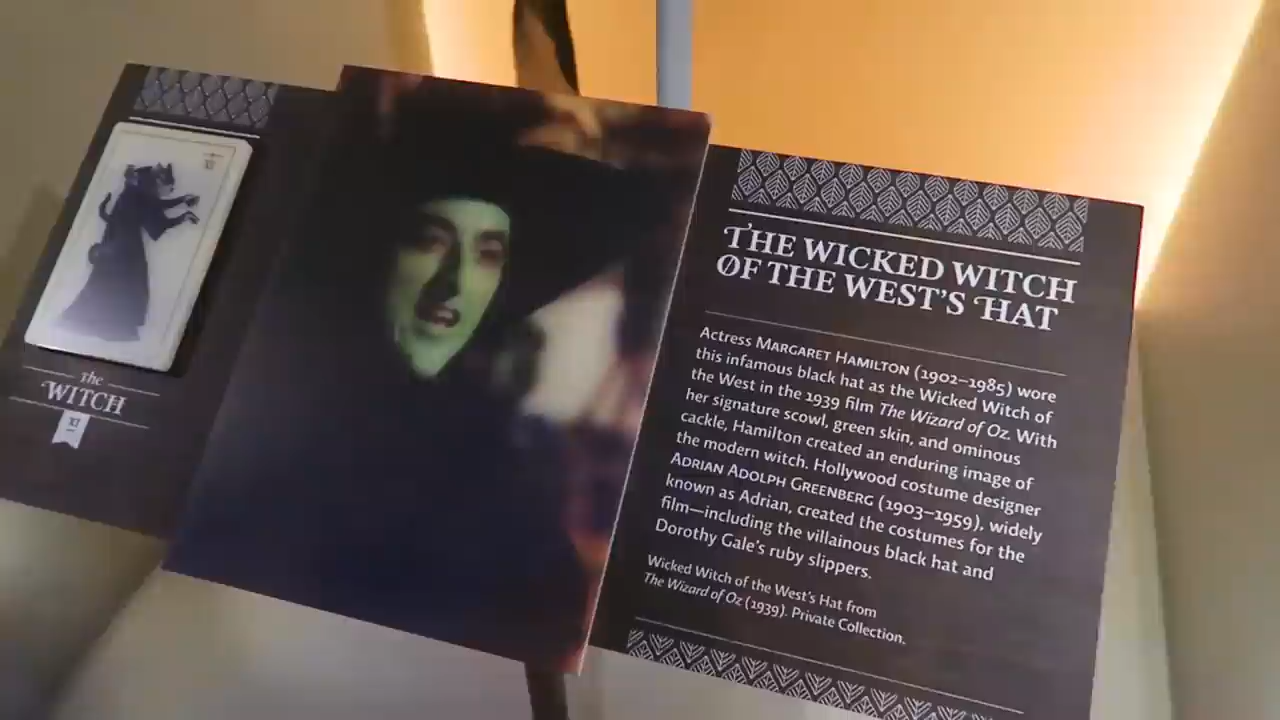 XI
The
WITCH
XI
THE WICKED WITCH
OF THE WEST'S HAT
Actress MARGARET HAMILTON (1902–1985) wore
this infamous black hat as the Wicked Witch of
the West in the 1939 film The Wizard of Oz. With
her signature scowl, green skin, and ominous
cackle, Hamilton created an enduring image of
the modern witch. Hollywood costume designer
ADRIAN ADOLPH GREENBERG (1903–1959), widely
known as Adrian, created the costumes for the
film—including the villainous black hat and
Dorothy Gale's ruby slippers.
Wicked Witch of the West's Hat from
The Wizard of Oz (1939). Private Collection.